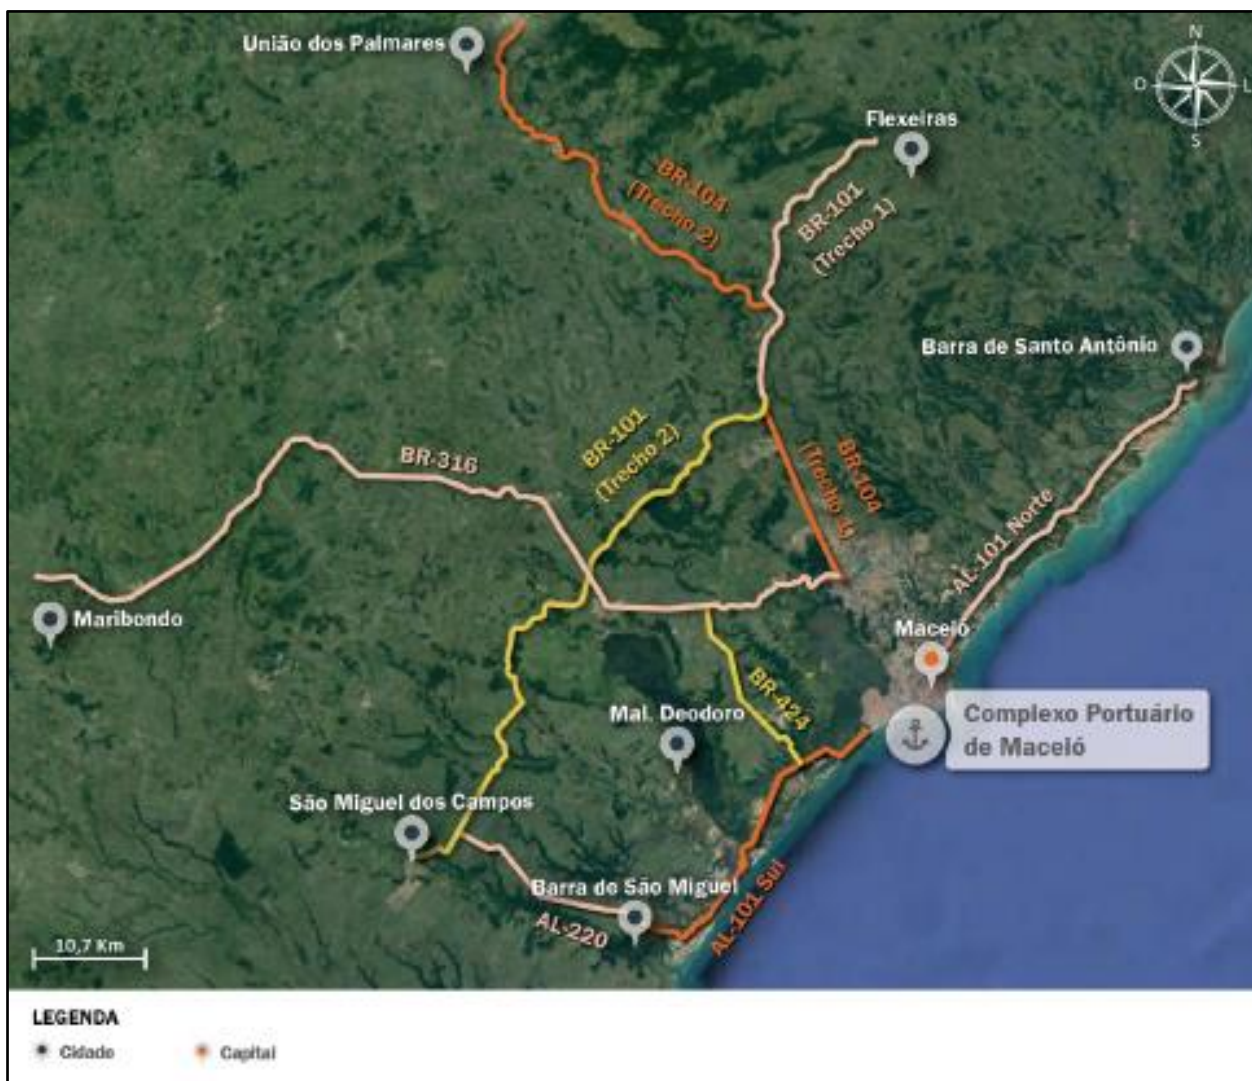 União dos Palmares
N
O
L
S
Flexeiras
BR-104
(Trecho 2)
BR-101
(Trecho 1)
Barra de Santo Antônio
BR-101
(Trecho 2)
BR-316
BR-104
(Trecho 1)
AL-101 Norte
Maribondo
Maceió
BR-424
Mal. Deodoro
Complexo Portuário
de Maceió
São Miguel dos Campos
Barra de São Miguel
AL-220
AL-101 Sul
10,7 Km
LEGENDA
Cidade
Capital